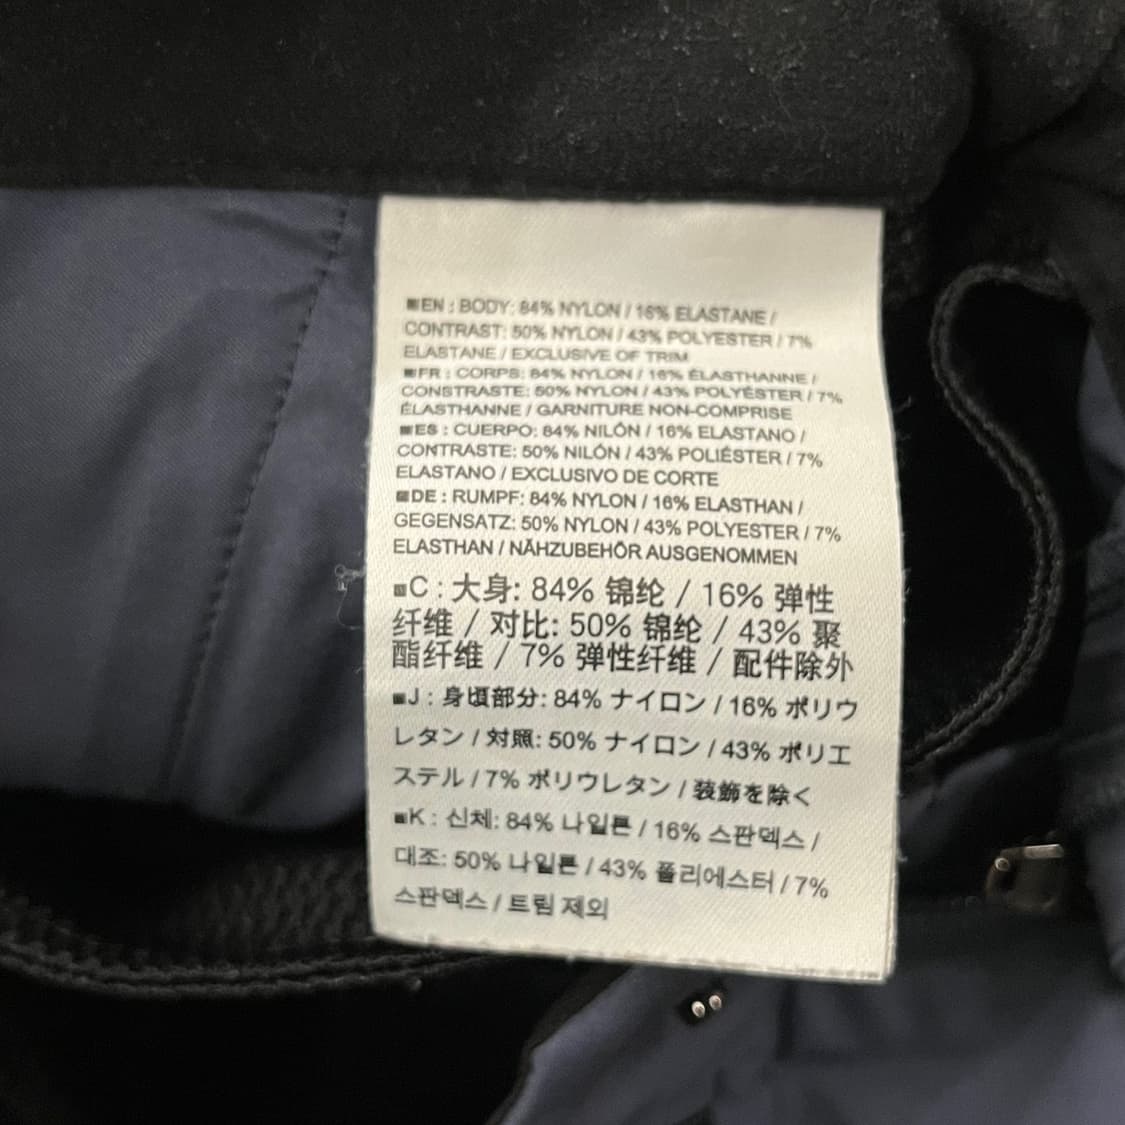 ■EN : BODY: 84% NYLON / 16% ELASTANE /
CONTRAST: 50% NYLON / 43% POLYESTER / 7%
ELASTANE / EXCLUSIVE OF TRIM
■FR : CORPS: 84% NYLON / 16% ÉLASTHANNE /
CONSTRASTE: 50% NYLON / 43% POLYÉSTER / 7%
ÉLASTHANNE / GARNITURE NON-COMPRISE
■ES : CUERPO: 84% NILÓN / 16% ELASTANO /
CONTRASTE: 50% NILÓN / 43% POLIÉSTER / 7%
ELASTANO / EXCLUSIVO DE CORTE
■DE : RUMPF: 84% NYLON / 16% ELASTHAN /
GEGENSATZ: 50% NYLON / 43% POLYESTER / 7%
ELASTHAN / NÄHZUBEHÖR AUSGENOMMEN
■C : 大身: 84% 锦纶 / 16% 弹性
纤维 / 对比: 50% 锦纶 / 43% 聚
酯纤维 / 7% 弹性纤维 / 配件除外
■J : 身頃部分: 84% ナイロン / 16% ポリウ
レタン / 対照: 50% ナイロン / 43% ポリエ
ステル / 7% ポリウレタン / 装飾を除く
■K : 신체: 84% 나일론 / 16% 스판덱스 /
대조: 50% 나일론 / 43% 폴리에스터 / 7%
스판덱스 / 트림 제외